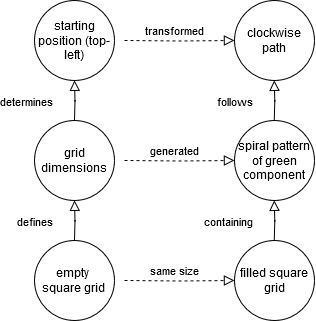 starting
position (top-
left)
transformed
clockwise
path
determines
follows
grid
dimensions
generated
spiral pattern
of green
component
defines
containing
empty
square grid
same size
filled square
grid